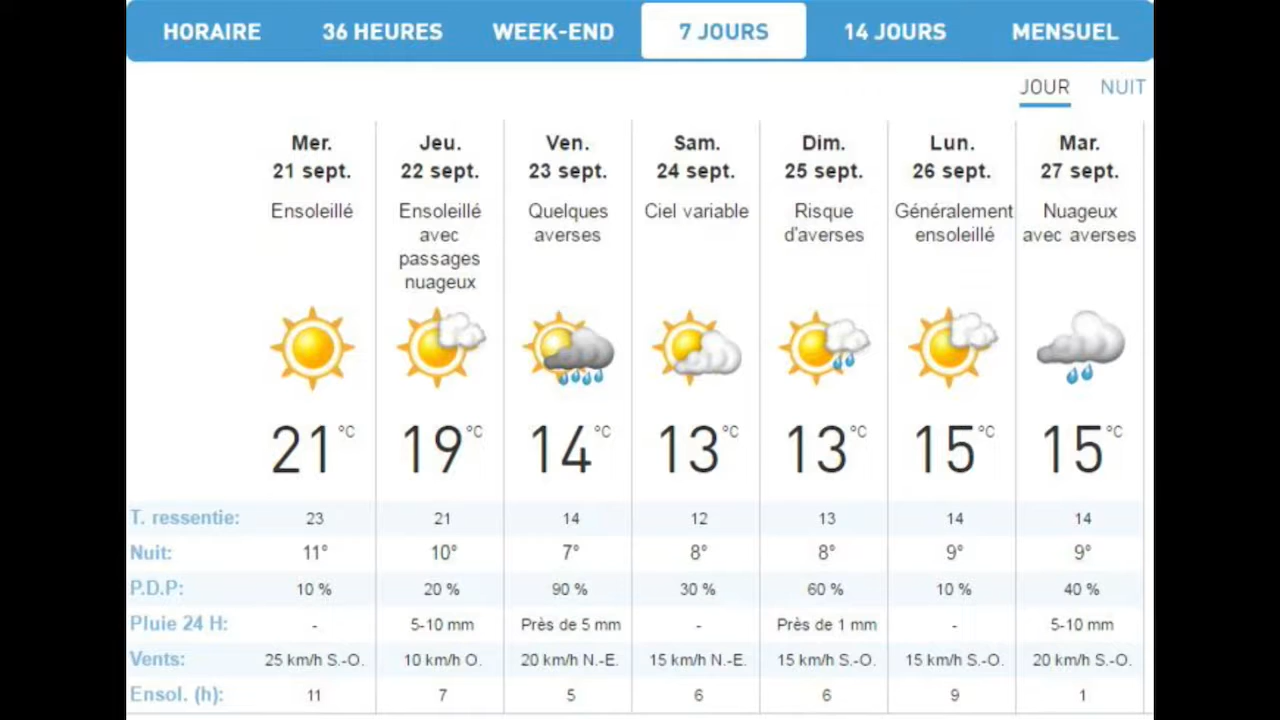 HORAIRE 36 HEURES WEEK-END 7 JOURS 14 JOURS MENSUEL
JOUR NUIT
Mer. Jeu. Ven. Sam. Dim. Lun. Mar.
21 sept. 22 sept. 23 sept. 24 sept. 25 sept. 26 sept. 27 sept.
Ensoleillé Ensoleillé Quelques Ciel variable Risque Généralement Nuageux
avec averses d'averses ensoleillé avec averses
passages
nuageux
21°C 19°C 14°C 13°C 13°C 15°C 15°C
T. ressentie: 23 21 14 12 13 14 14
Nuit: 11° 10° 7° 8° 8° 9° 9°
P.D.P: 10 % 20 % 90 % 30 % 60 % 10 % 40 %
Pluie 24 H: - 5-10 mm Près de 5 mm - Près de 1 mm - 5-10 mm
Vents: 25 km/h S.-O. 10 km/h O. 20 km/h N.-E. 15 km/h N.-E. 15 km/h S.-O. 15 km/h S.-O. 20 km/h S.-O.
Ensol. (h): 11 7 5 6 6 9 1